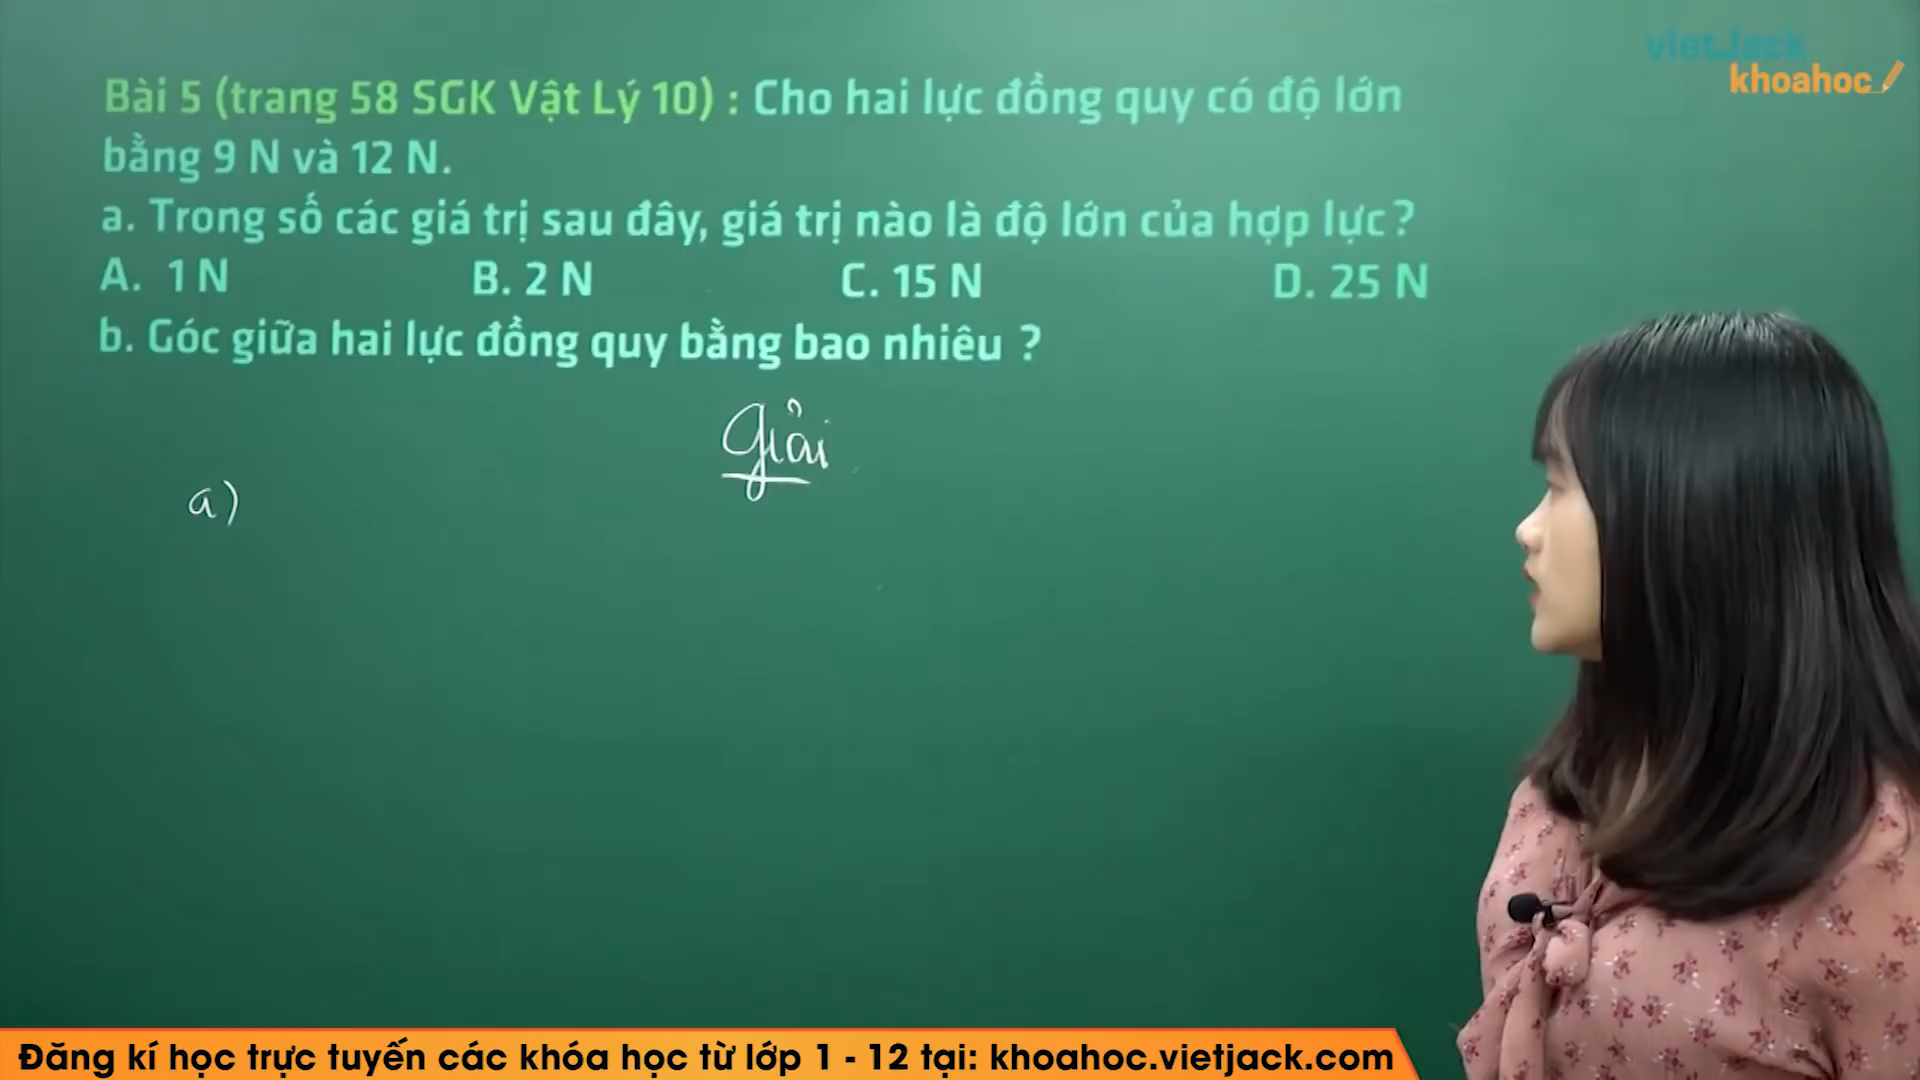 vietJack
khoahoc
Bài 5 (trang 58 SGK Vật Lý 10) : Cho hai lực đồng quy có độ lớn
bằng 9 N và 12 N.
a. Trong số các giá trị sau đây, giá trị nào là độ lớn của hợp lực?
A. 1 N B. 2 N C. 15 N D. 25 N
b. Góc giữa hai lực đồng quy bằng bao nhiêu ?
Giải
a)
Đăng kí học trực tuyến các khóa học từ lớp 1 - 12 tại: khoahoc.vietjack.com